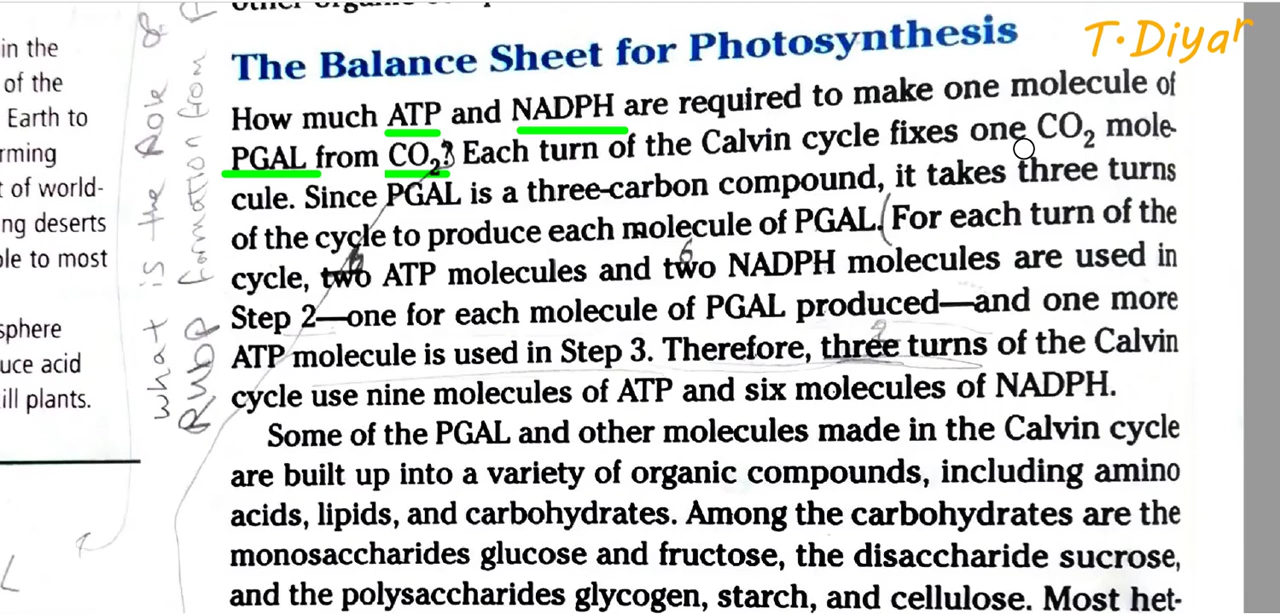 T.Diyar
in the
of the
Earth to
rming
t of world-
ng deserts
ole to most
sphere
uce acid
ill plants.
what is the Role &
RuBP formation from
The Balance Sheet for Photosynthesis
How much ATP and NADPH are required to make one molecule of
PGAL from CO₂? Each turn of the Calvin cycle fixes one CO₂ mole-
cule. Since PGAL is a three-carbon compound, it takes three turns
of the cycle to produce each molecule of PGAL. (For each turn of the
6
cycle, two ATP molecules and two NADPH molecules are used in
Step 2—one for each molecule of PGAL produced—and one more
ATP molecule is used in Step 3. Therefore, three turns of the Calvin
cycle use nine molecules of ATP and six molecules of NADPH.
Some of the PGAL and other molecules made in the Calvin cycle
are built up into a variety of organic compounds, including amino
acids, lipids, and carbohydrates. Among the carbohydrates are the
monosaccharides glucose and fructose, the disaccharide sucrose,
and the polysaccharides glycogen, starch, and cellulose. Most het-